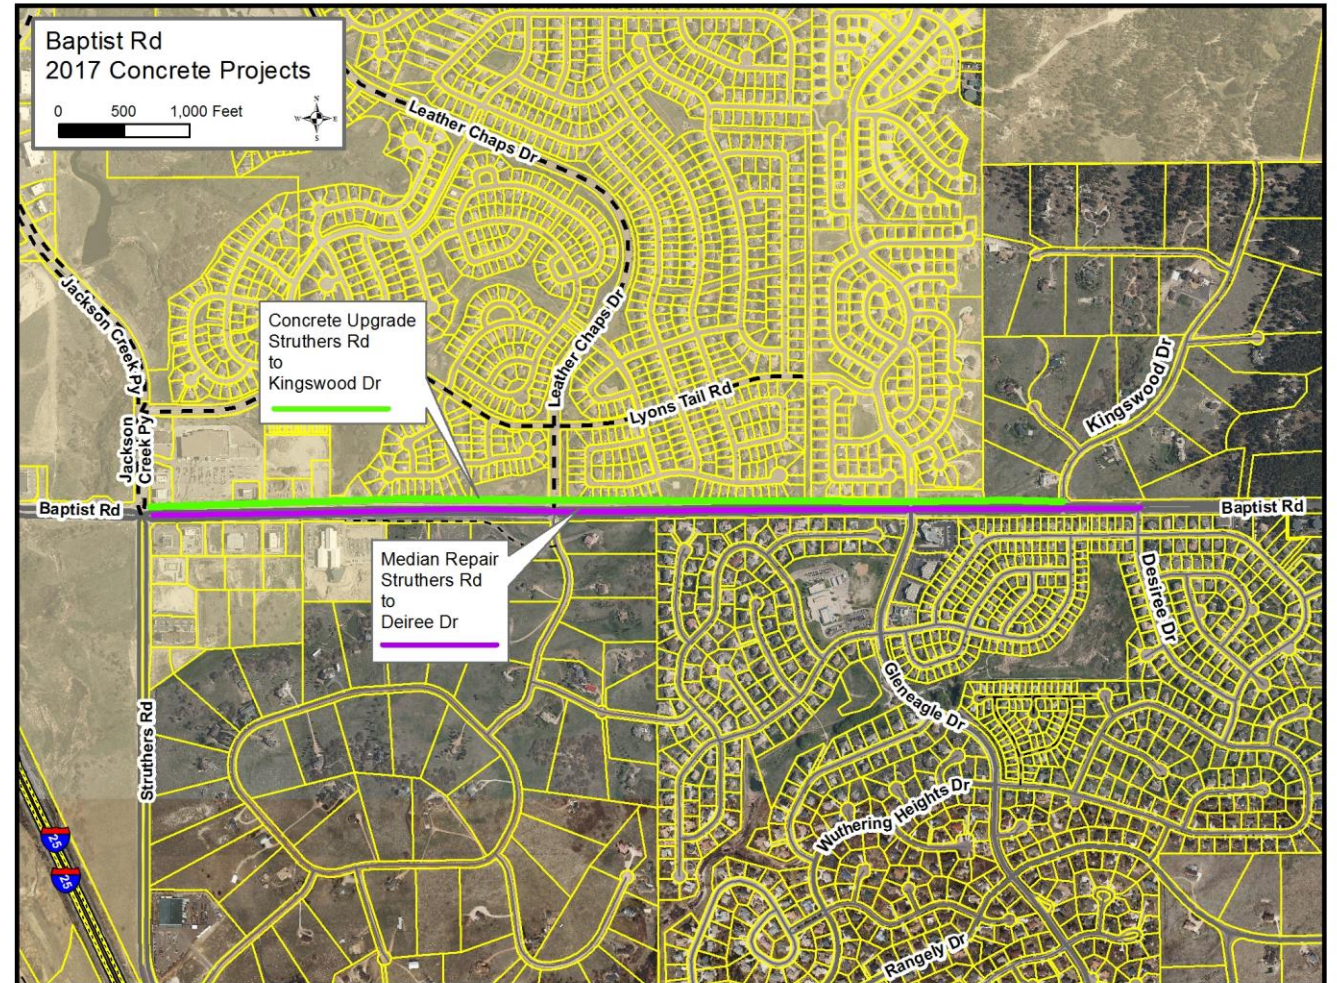 Baptist Rd
2017 Concrete Projects
0 500 1,000 Feet
N
W E
S
Leather Chaps Dr
Jackson Creek Py
Concrete Upgrade
Struthers Rd
to
Kingswood Dr
Leather Chaps Dr
Lyons Tail Rd
Kingswood Dr
Jackson
Creek Py
Baptist Rd
Baptist Rd
Median Repair
Struthers Rd
to
Deiree Dr
Desiree Dr
Gleneagle Dr
Struthers Rd
Wuthering Heights Dr
25
25
Rangely Dr